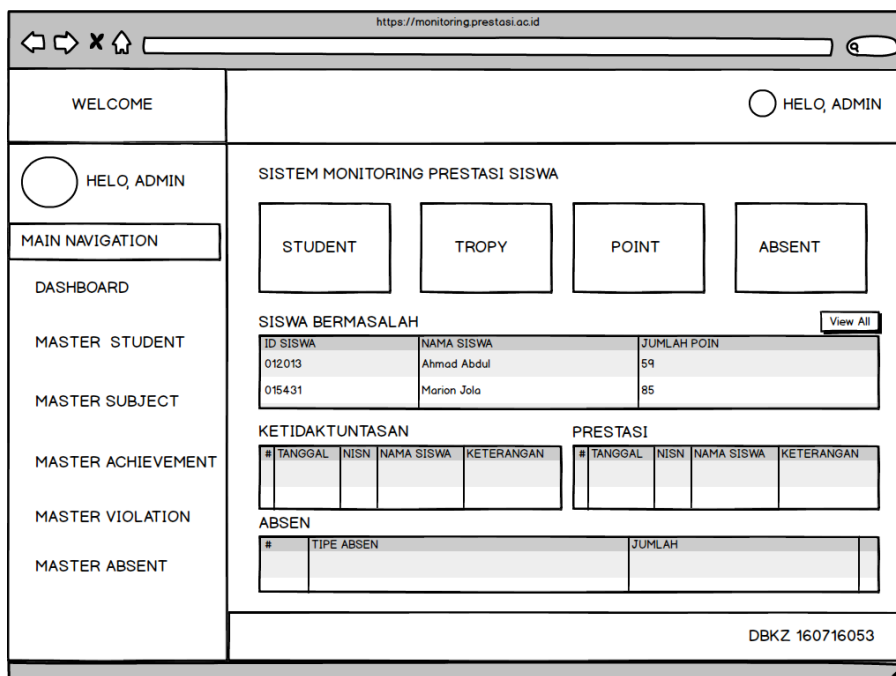 https://monitoring.prestasi.ac.id
WELCOME
HELO, ADMIN
HELO, ADMIN
MAIN NAVIGATION
DASHBOARD
MASTER STUDENT
MASTER SUBJECT
MASTER ACHIEVEMENT
MASTER VIOLATION
MASTER ABSENT
SISTEM MONITORING PRESTASI SISWA
STUDENT TROPY POINT ABSENT
SISWA BERMASALAH View All
ID SISWA NAMA SISWA JUMLAH POIN
012013 Ahmad Abdul 59
015431 Marion Jola 85
KETIDAKTUNTASAN
# TANGGAL NISN NAMA SISWA KETERANGAN
PRESTASI
# TANGGAL NISN NAMA SISWA KETERANGAN
ABSEN
# TIPE ABSEN JUMLAH
DBKZ 160716053